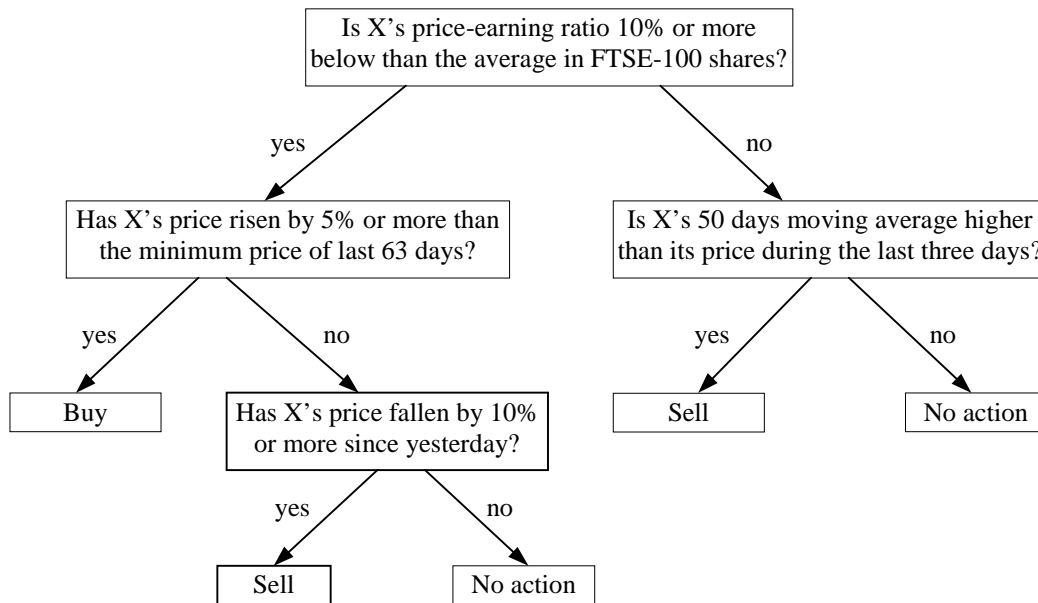 Is X’s price-earning ratio 10% or more
below than the average in FTSE-100 shares?
yes
no
Has X’s price risen by 5% or more than
the minimum price of last 63 days?
Is X’s 50 days moving average higher
than its price during the last three days?
yes
no
yes
no
Buy
Has X’s price fallen by 10%
or more since yesterday?
Sell
No action
yes
no
Sell
No action